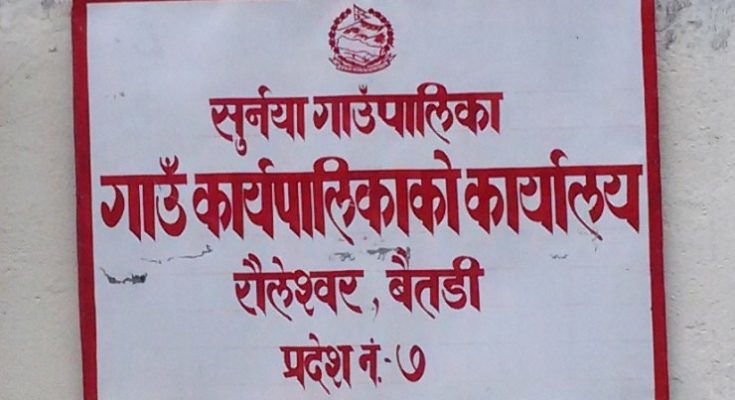 सुर्नया गाउँपालिका
गाउँ कार्यपालिकाको कार्यालय
रौलेश्वर, बैतडी
प्रदेश नं.-७